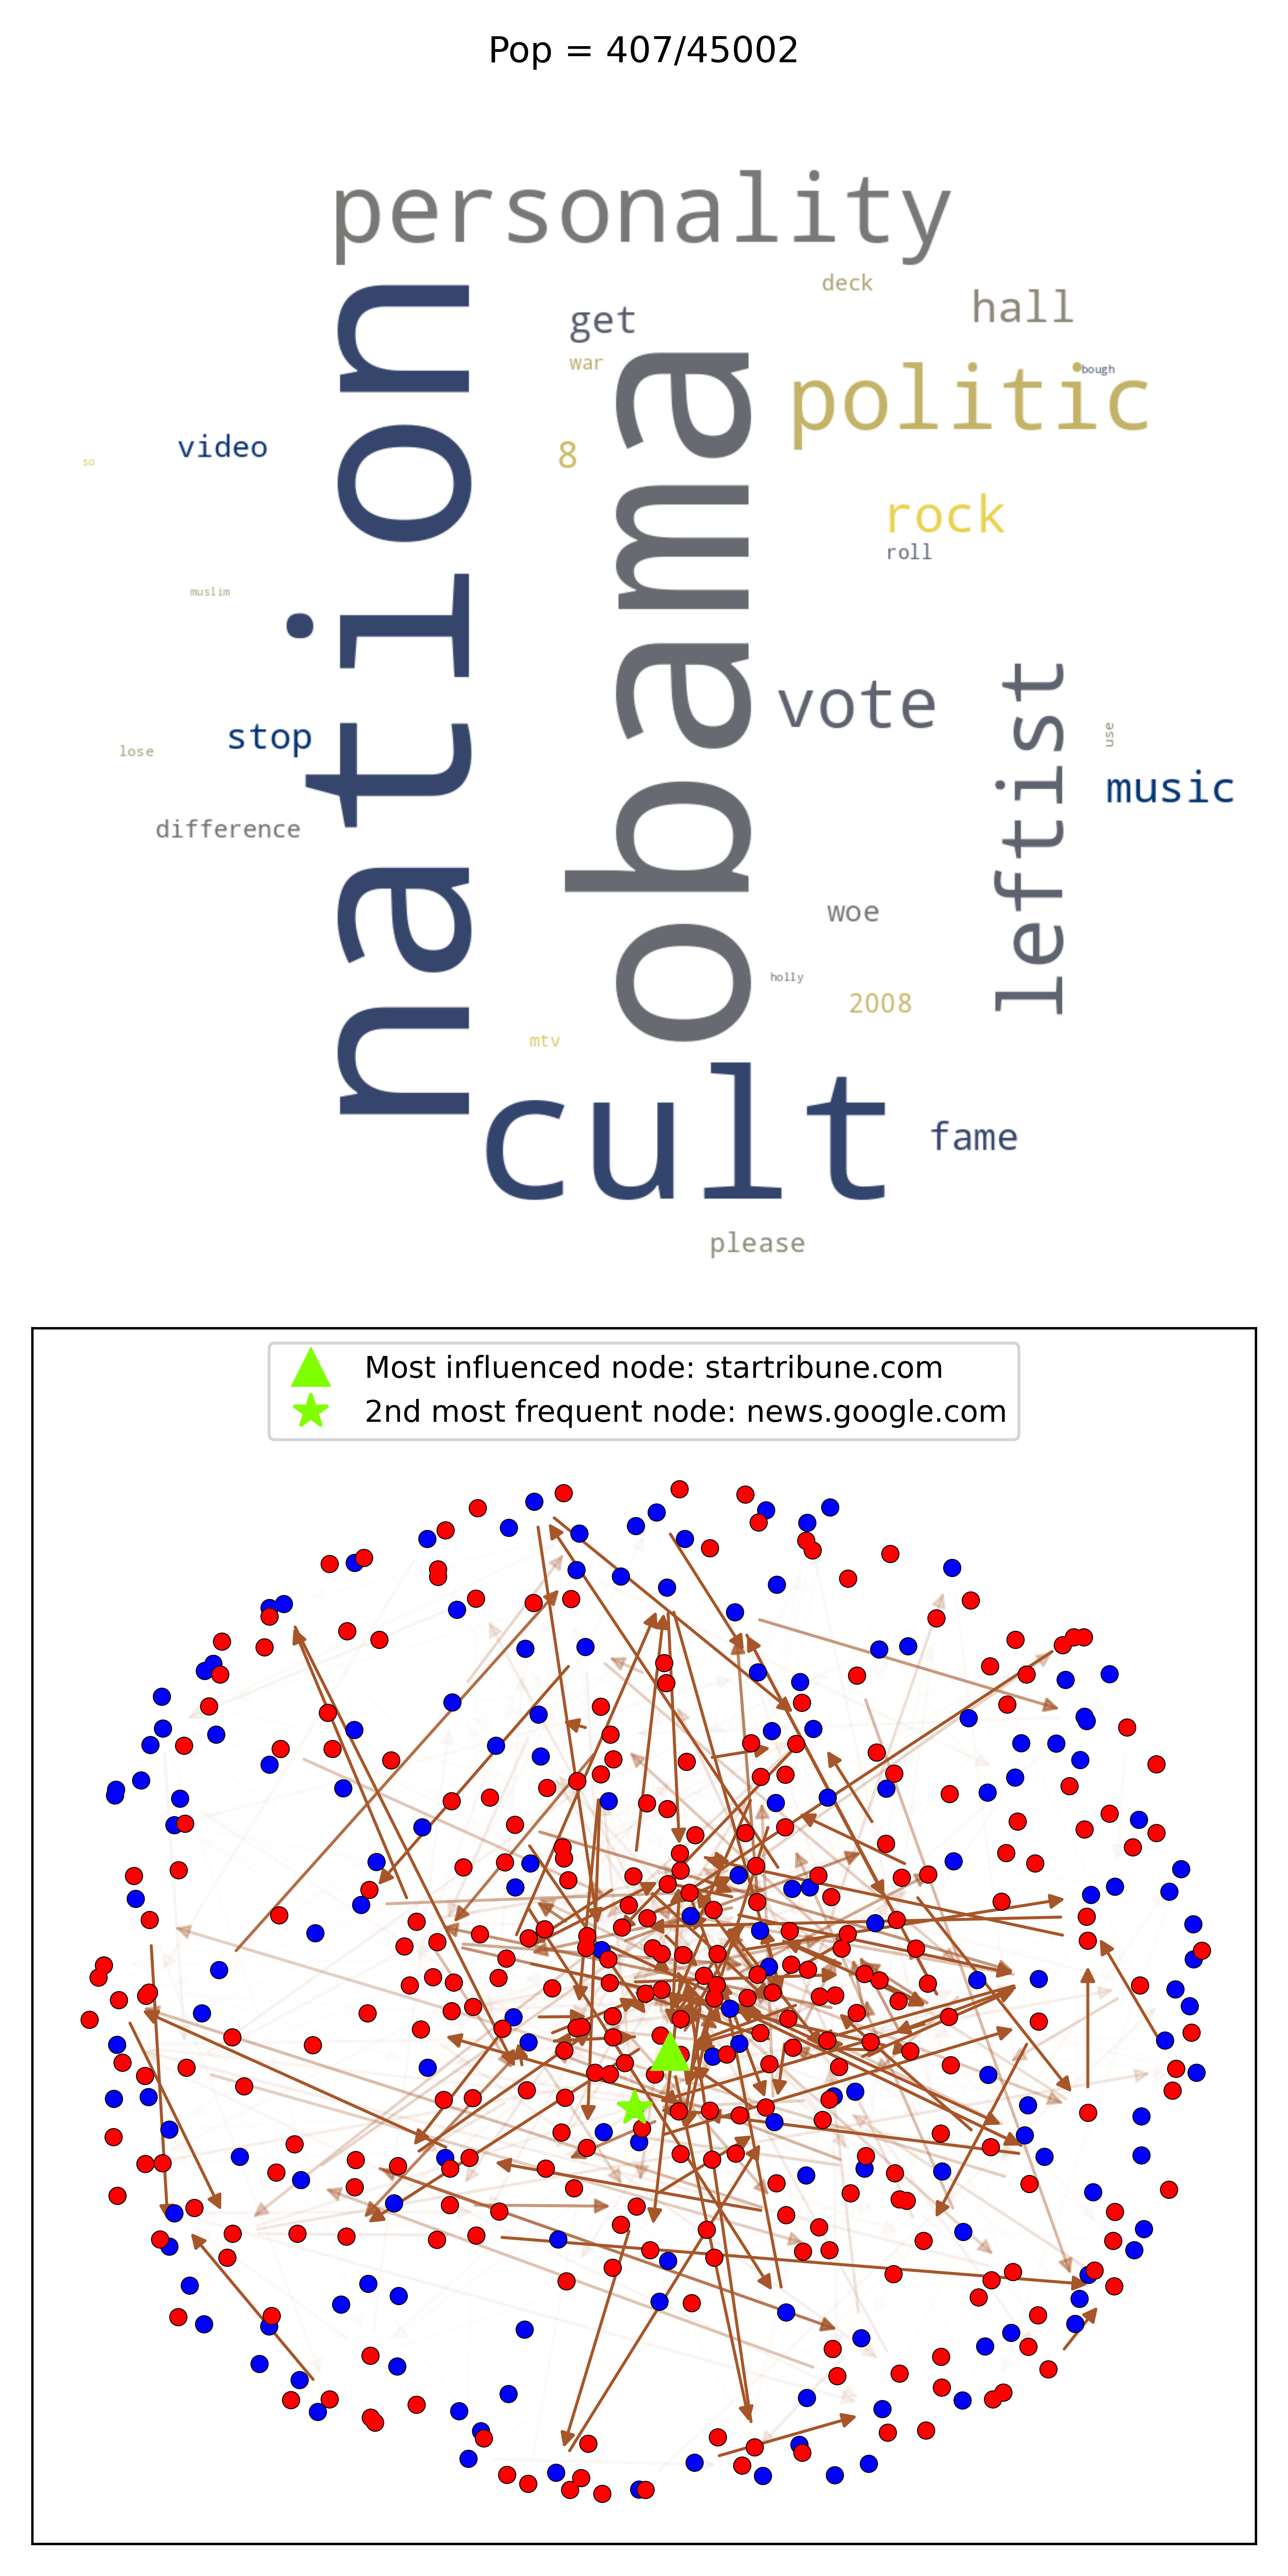 Pop = 407/45002
personality
deck
hall
get
war
nation
obama
politic
bough
video
so
8
rock
roll
muslim
vote
leftist
use
stop
lose
music
difference
woe
holly
2008
mtv
cult
fame
please
Most influenced node: startribune.com
2nd most frequent node: news.google.com